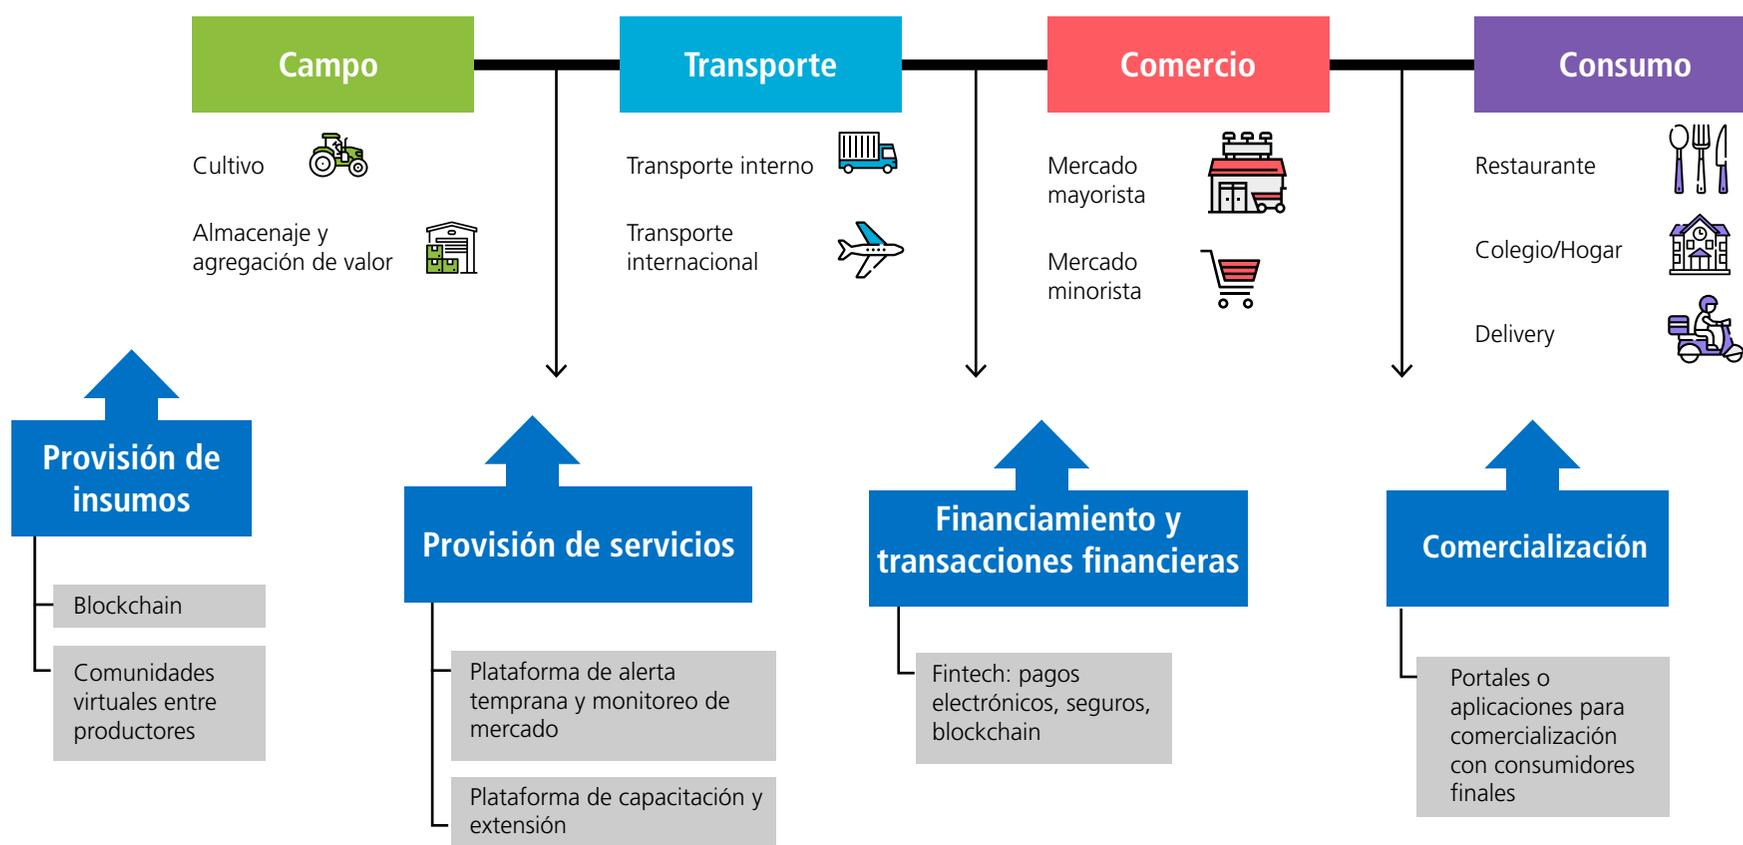 Campo
Transporte
Comercio
Consumo
Cultivo
Almacenaje y
agregación de valor
Transporte interno
Transporte
internacional
Mercado
mayorista
Mercado
minorista
Restaurante
Colegio/Hogar
Delivery
Provisión de
insumos
Blockchain
Comunidades
virtuales entre
productores
Provisión de servicios
Plataforma de alerta
temprana y monitoreo de
mercado
Plataforma de capacitación y
extensión
Financiamiento y
transacciones financieras
Fintech: pagos
electrónicos, seguros,
blockchain
Comercialización
Portales o
aplicaciones para
comercialización
con consumidores
finales